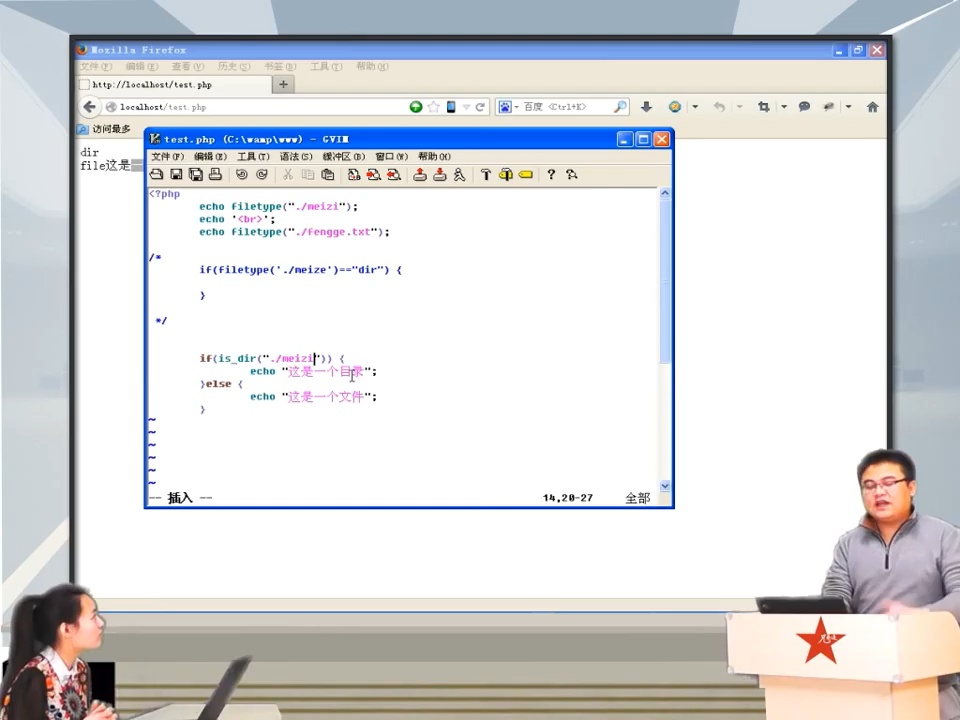 Mozilla Firefox
文件(F) 编辑(E) 查看(V) 历史(S) 书签(B) 工具(T) 帮助(H)
http://localhost/test.php
localhost/test.php 百度 <Ctrl+K>
访问最多
dir
file这是
test.php (C:\wamp\www) - GVIM
文件(F) 编辑(E) 工具(T) 语法(S) 缓冲区(B) 窗口(W) 帮助(H)
<?php
echo filetype("./meizi");
echo '<br>';
echo filetype("./fengge.txt");
/*
if(filetype('./meize')=="dir") {
}
*/
if(is_dir("./meizi")) {
echo "这是一个目录";
}else {
echo "这是一个文件";
}
~
~
~
~
~
~
-- 插入 -- 14,20-27 全部